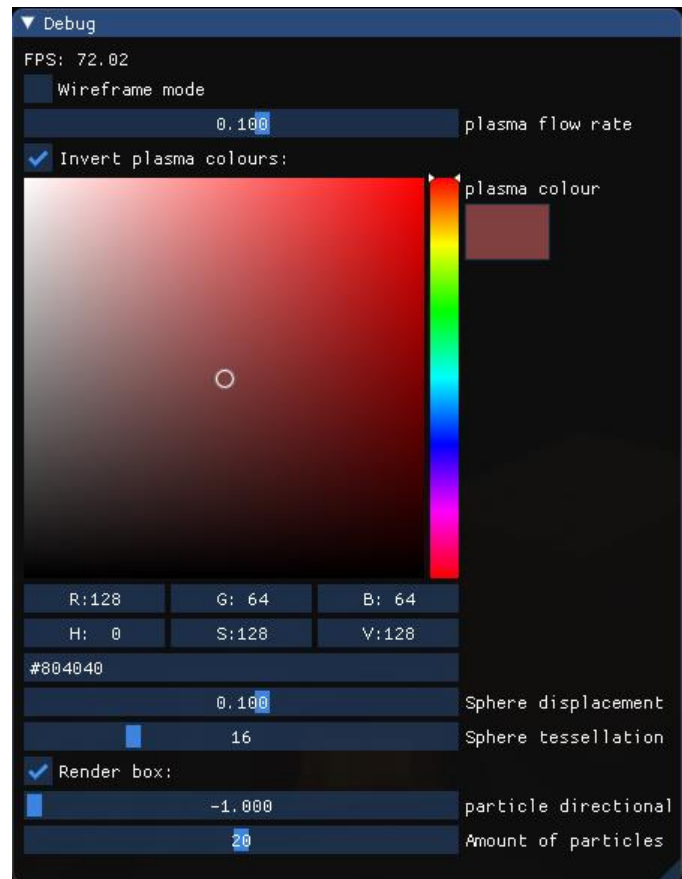 Debug
FPS: 72.02
Wireframe mode
0.100 plasma flow rate
Invert plasma colours:
plasma colour
R:128 G: 64 B: 64
H: 0 S:128 V:128
#804040
0.100 Sphere displacement
16 Sphere tessellation
Render box:
-1.000 particle directional
20 Amount of particles